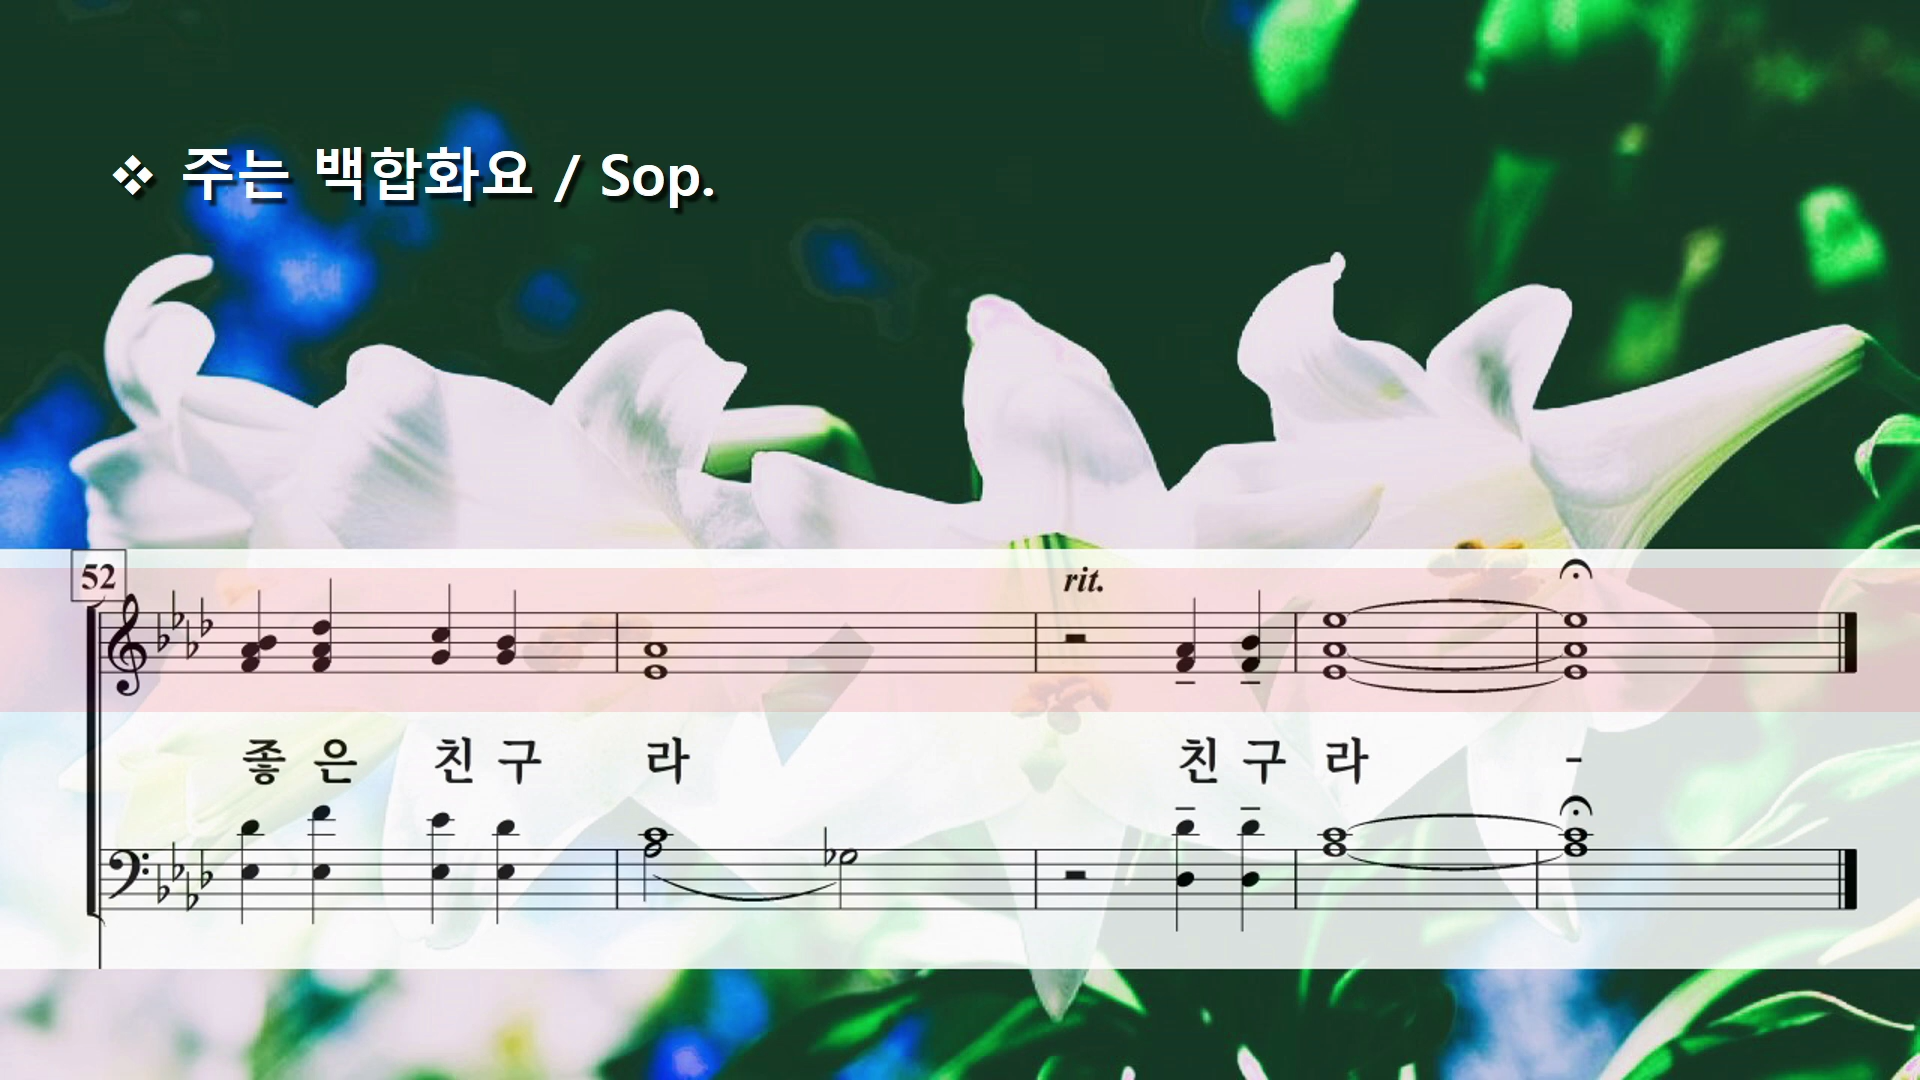 ❖ 주는 백합화요 / Sop.
52
rit.
좋 은 친 구 라 친 구 라 -